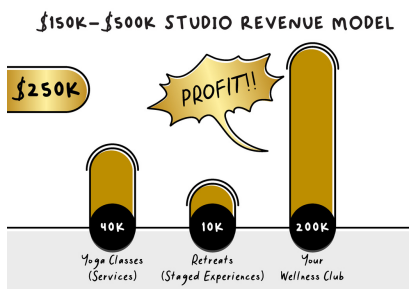 $150K–$500K STUDIO REVENUE MODEL
$250K
PROFIT!!
40K
10K
200K
Yoga Classes
(Services)
Retreats
(Staged Experiences)
Your
Wellness Club